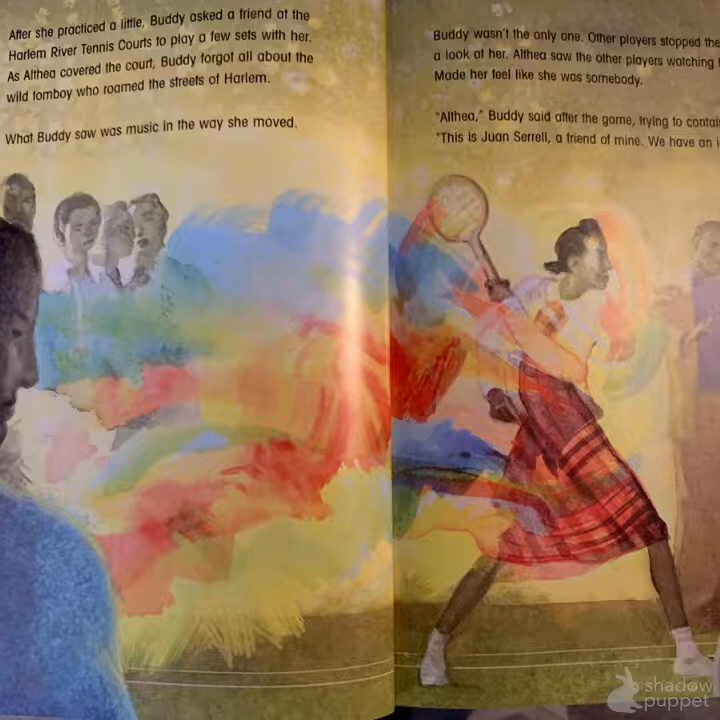 After she practiced a little, Buddy asked a friend at the
Harlem River Tennis Courts to play a few sets with her.
As Althea covered the court, Buddy forgot all about the
wild tomboy who roamed the streets of Harlem.
What Buddy saw was music in the way she moved.
Buddy wasn't the only one. Other players stopped the
a look at her. Althea saw the other players watching
Made her feel like she was somebody.
"Althea," Buddy said after the game, trying to contai
"This is Juan Serrell, a friend of mine. We have an i
shadow
puppet